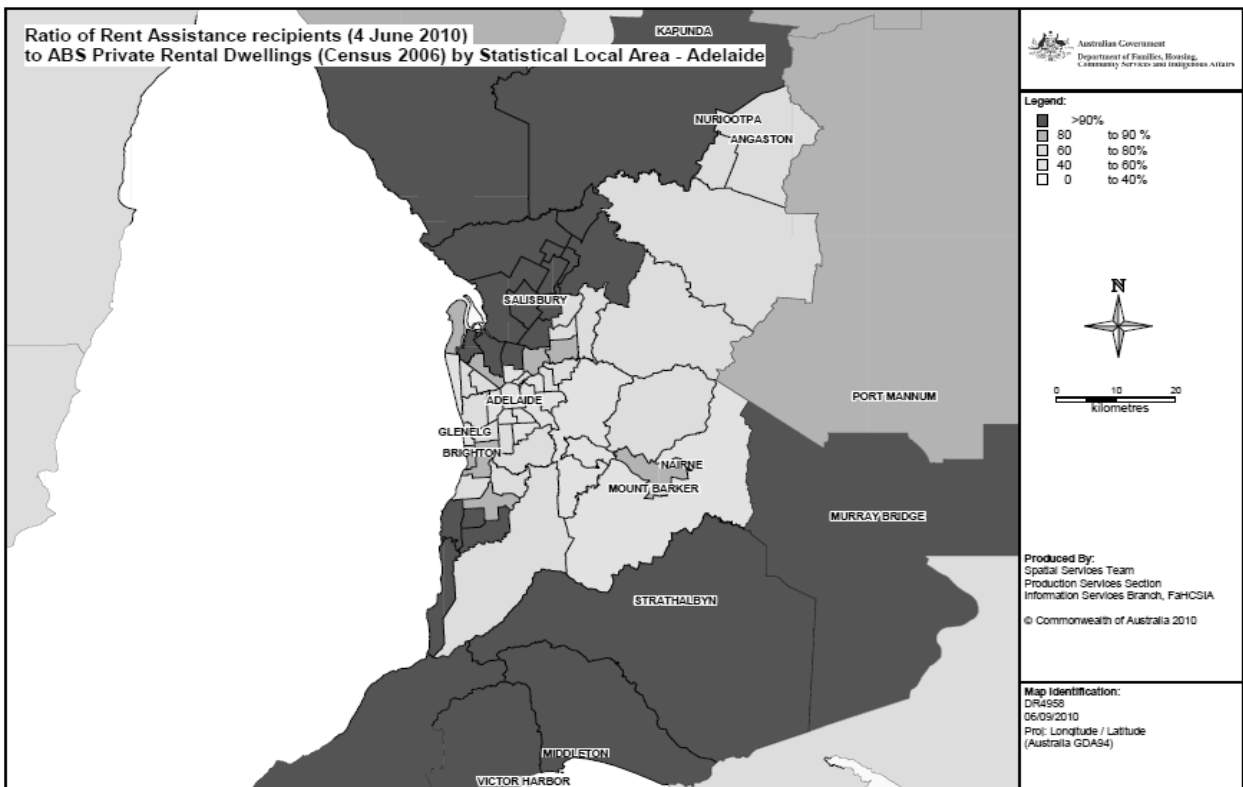 Ratio of Rent Assistance recipients (4 June 2010)
to ABS Private Rental Dwellings (Census 2006) by Statistical Local Area - Adelaide
KAPUNDA
NURIOOTPA
ANGASTON
SALISBURY
PORT MANNUM
ADELAIDE
GLENELG
BRIGHTON
NAIRNE
MOUNT BARKER
MURRAY BRIDGE
STRATHALBYN
MIDDLETON
VICTOR HARBOR
Australian Government
Department of Families, Housing,
Community Services and Indigenous Affairs
Legend:
>90%
80 to 90 %
60 to 80%
40 to 60%
0 to 40%
N
0 10 20
kilometres
Produced By:
Spatial Services Team
Production Services Section
Information Services Branch, FaHCSIA
© Commonwealth of Australia 2010
Map Identification:
DR4958
06/09/2010
Proj: Longitude / Latitude
(Australia GDA94)